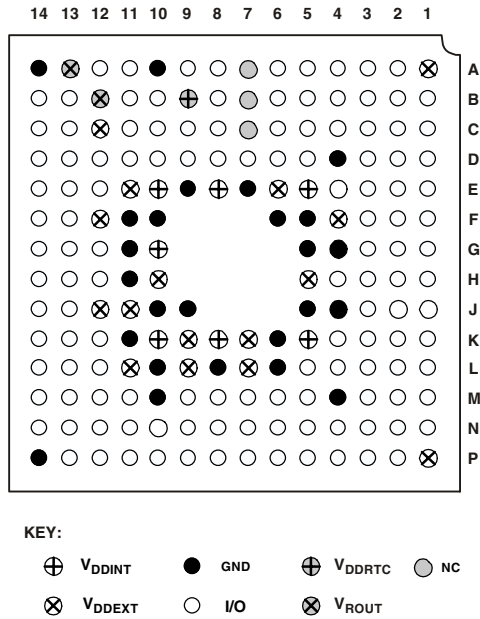 14 13 12 11 10 9 8 7 6 5 4 3 2 1
A
B
C
D
E
F
G
H
J
K
L
M
N
P
KEY:
VDDINT GND VDDRTC NC
VDDEXT I/O VROUT